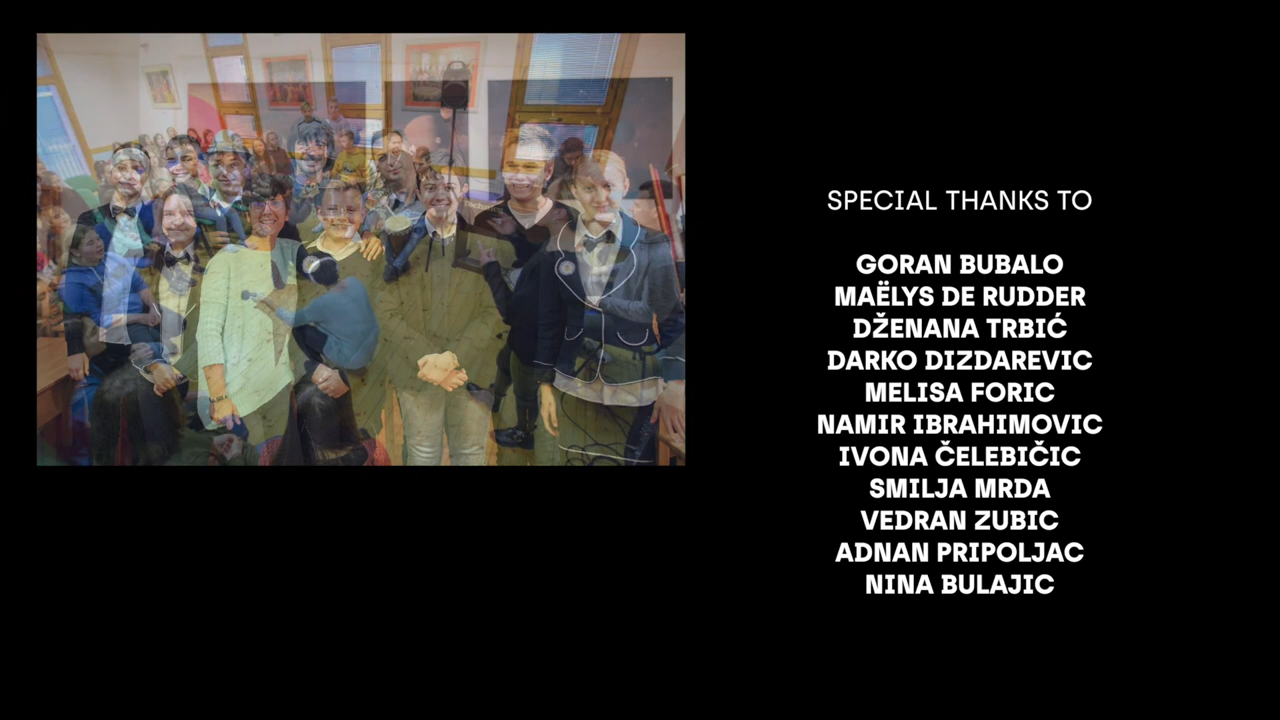 SPECIAL THANKS TO
GORAN BUBALO
MAËLYS DE RUDDER
DŽENANA TRBIĆ
DARKO DIZDAREVIC
MELISA FORIC
NAMIR IBRAHIMOVIC
IVONA ČELEBIČIC
SMILJA MRDA
VEDRAN ZUBIC
ADNAN PRIPOLJAC
NINA BULAJIC